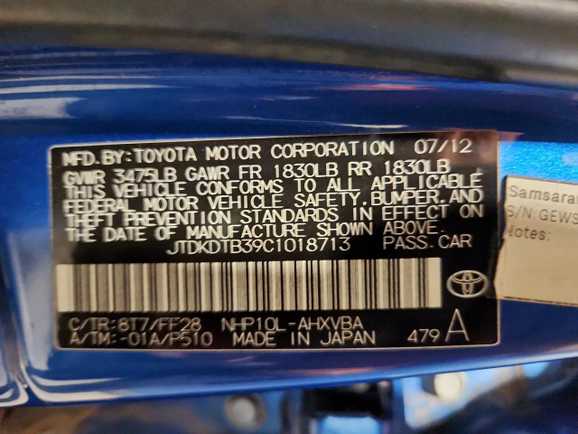 MFD.BY:TOYOTA MOTOR CORPORATION 07/12
GVWR 3475LB GAWR FR 1830LB RR 1830LB
THIS VEHICLE CONFORMS TO ALL APPLICABLE
FEDERAL MOTOR VEHICLE SAFETY, BUMPER, AND
THEFT PREVENTION STANDARDS IN EFFECT ON
THE DATE OF MANUFACTURE SHOWN ABOVE.
JTDKDTB39C1018713 PASS.CAR
C/TR:8T7/FF28 NHP10L-AHXVBA
A/TM:-01A/P510 MADE IN JAPAN 479 A
Samsara
S/N:GEWS
Notes: